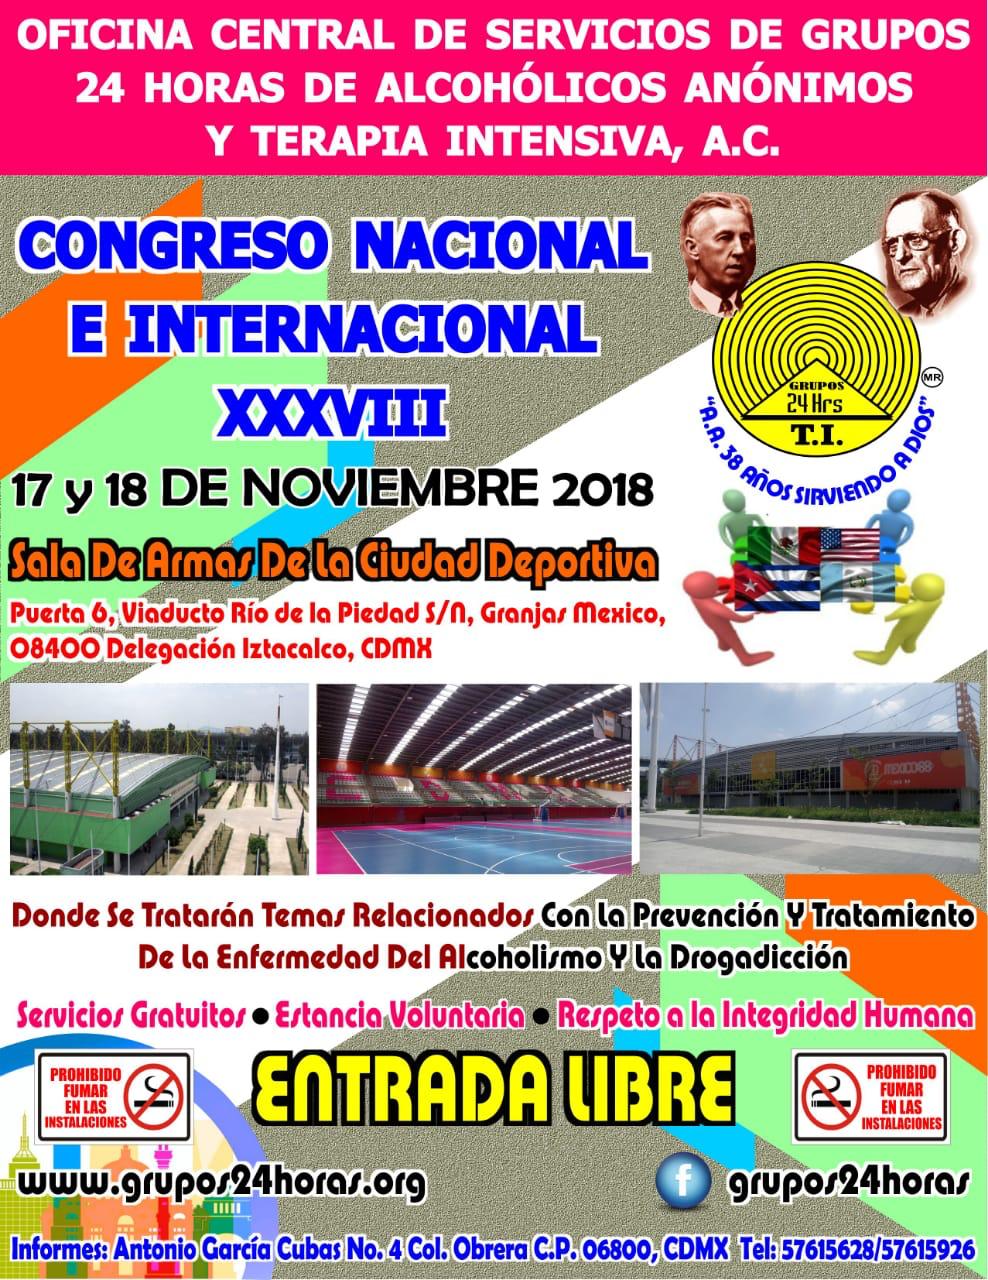 OFICINA CENTRAL DE SERVICIOS DE GRUPOS
24 HORAS DE ALCOHÓLICOS ANÓNIMOS
Y TERAPIA INTENSIVA, A.C.
CONGRESO NACIONAL
E INTERNACIONAL
XXXVIII
17 y 18 DE NOVIEMBRE 2018
GRUPOS
24 Hrs
T.I.
MR
"A.A. 38 AÑOS SIRVIENDO A DIOS"
Sala De Armas De La Ciudad Deportiva
Puerta 6, Viaducto Río de la Piedad S/N, Granjas Mexico,
08400 Delegación Iztacalco, CDMX
MEXICO68
Donde Se Tratarán Temas Relacionados Con La Prevención Y Tratamiento
De La Enfermedad Del Alcoholismo Y La Drogadicción
Servicios Gratuitos ● Estancia Voluntaria ● Respeto a la Integridad Humana
PROHIBIDO
FUMAR
EN LAS
INSTALACIONES
ENTRADA LIBRE
PROHIBIDO
FUMAR
EN LAS
INSTALACIONES
www.grupos24horas.org
f grupos24horas
Informes: Antonio García Cubas No. 4 Col. Obrera C.P. 06800, CDMX Tel: 57615628/57615926